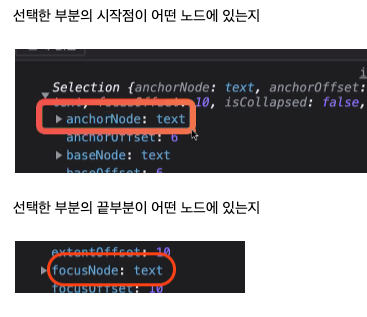 선택한 부분의 시작점이 어떤 노드에 있는지
Selection {anchorNode: text, anchorOffset:
text, focusOffset: 10, isCollapsed: false,
anchorNode: text
anchorOffset: 6
baseNode: text
baseOffset: 6
선택한 부분의 끝부분이 어떤 노드에 있는지
extentOffset: 10
focusNode: text
focusOffset: 10